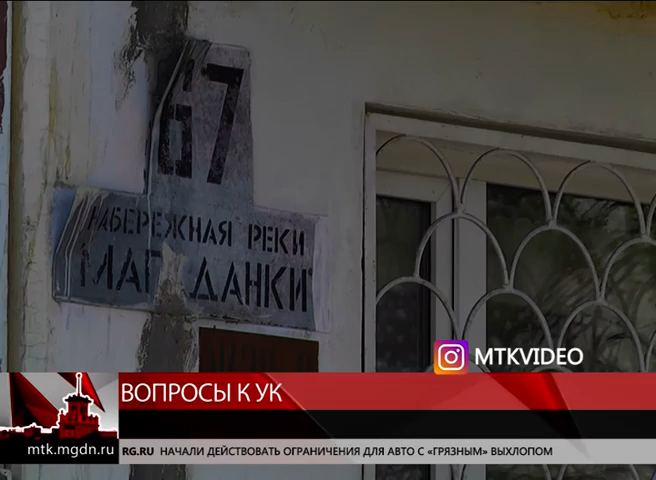 67
НАБЕРЕЖНАЯ РЕКИ
МАГАДАНКИ
MTKVIDEO
ВОПРОСЫ К УК
mtk.mgdn.ru
RG.RU НАЧАЛИ ДЕЙСТВОВАТЬ ОГРАНИЧЕНИЯ ДЛЯ АВТО С «ГРЯЗНЫМ» ВЫХЛОПОМ